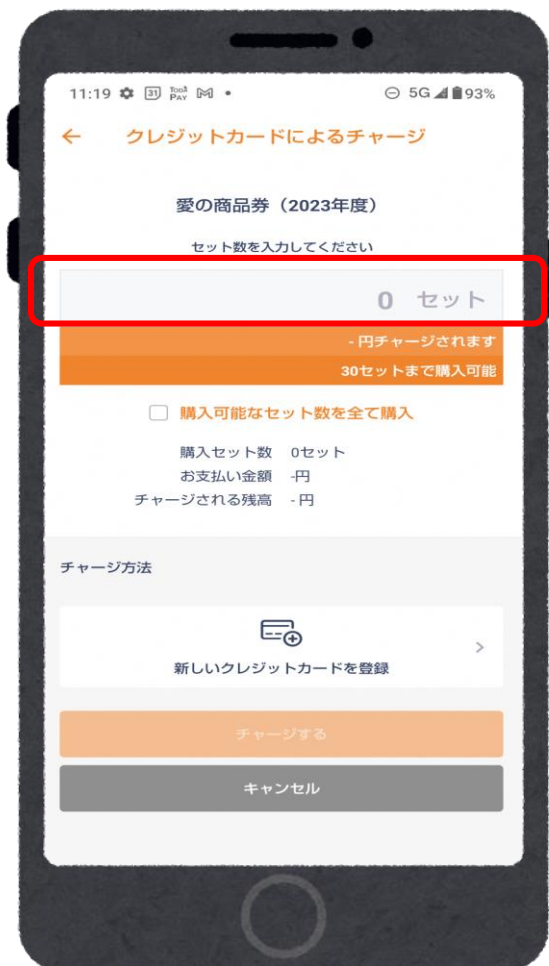 11:19 31 TOO2 PAY 5G 93%
クレジットカードによるチャージ
愛の商品券（2023年度）
セット数を入力してください
0 セット
- 円チャージされます
30セットまで購入可能
購入可能なセット数を全て購入
購入セット数 0セット
お支払い金額 -円
チャージされる残高 - 円
チャージ方法
新しいクレジットカードを登録
チャージする
キャンセル